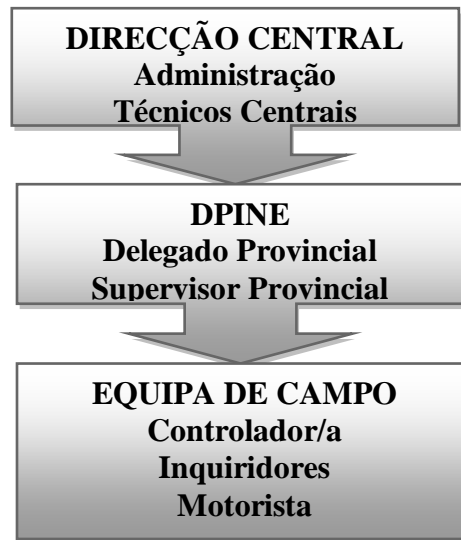 DIRECÇÃO CENTRAL
Administração
Técnicos Centrais
DPINE
Delegado Provincial
Supervisor Provincial
EQUIPA DE CAMPO
Controlador/a
Inquiridores
Motorista